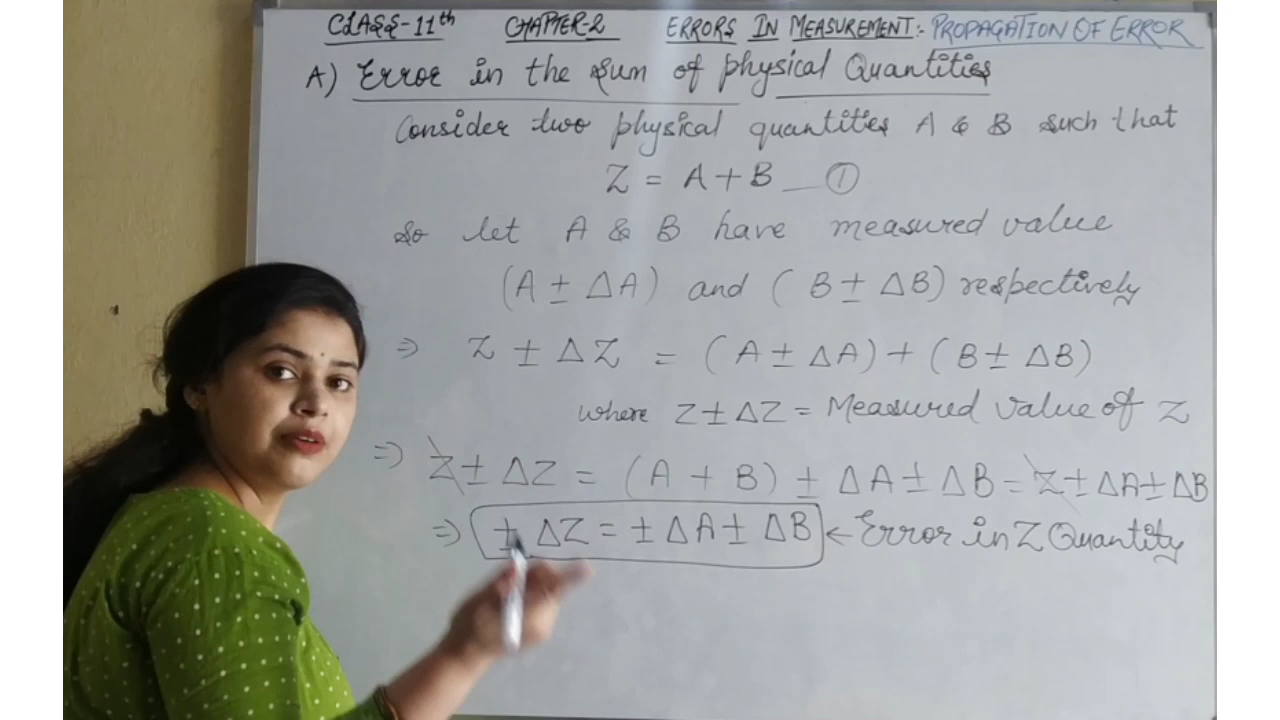 CLASS-11th CHAPTER-2 ERRORS IN MEASUREMENT:- PROPAGATION OF ERROR
A) Error in the sum of physical Quantities
Consider two physical quantities A & B such that
Z = A + B — ①
So let A & B have measured value
(A ± ΔA) and ( B ± ΔB) respectively
⇒ Z ± ΔZ = (A ± ΔA) + (B ± ΔB)
where Z ± ΔZ = Measured value of Z
⇒ Z ± ΔZ = (A + B) ± ΔA ± ΔB = Z ± ΔA ± ΔB
⇒ ± ΔZ = ± ΔA ± ΔB ← Error in Z Quantity